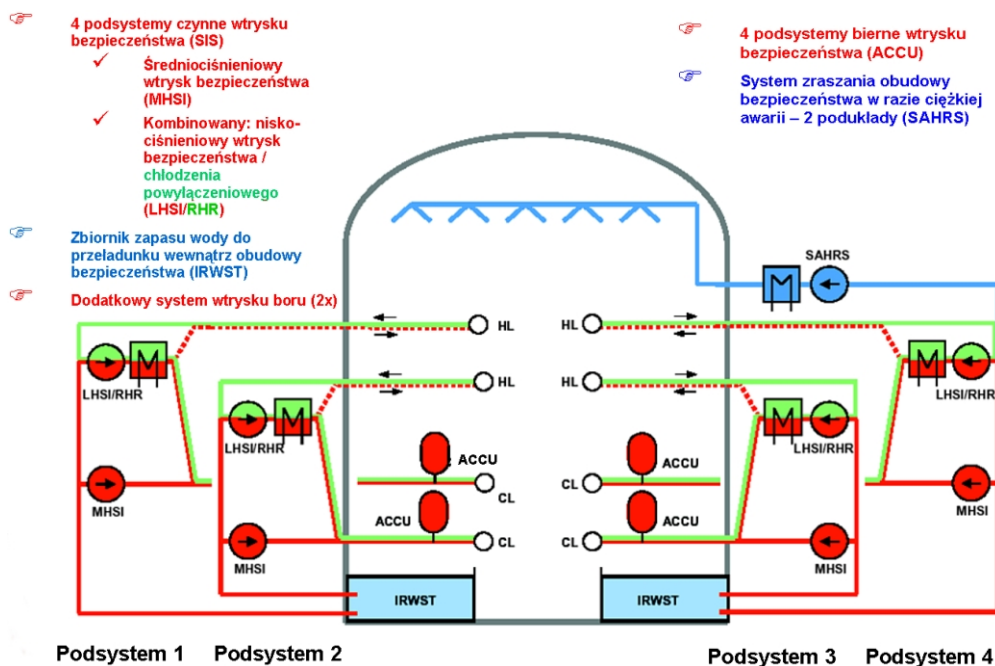 4 podsystemy czynne wtrysku
bezpieczeństwa (SIS)
Średniociśnieniowy
wtrysk bezpieczeństwa
(MHSI)
Kombinowany: nisko-
ciśnieniowy wtrysk
bezpieczeństwa /
chłodzenia
powyłączeniowego
(LHSI/RHR)
Zbiornik zapasu wody do
przeładunku wewnątrz obudowy
bezpieczeństwa (IRWST)
Dodatkowy system wtrysku boru (2x)
4 podsystemy bierne wtrysku
bezpieczeństwa (ACCU)
System zraszania obudowy
bezpieczeństwa w razie ciężkiej
awarii – 2 podukłady (SAHRS)
SAHRS
HL
HL
LHSI/RHR
LHSI/RHR
HL
HL
LHSI/RHR
LHSI/RHR
ACCU
CL
ACCU
CL
ACCU
CL
ACCU
CL
MHSI
MHSI
MHSI
MHSI
IRWST
IRWST
Podsystem 1
Podsystem 2
Podsystem 3
Podsystem 4